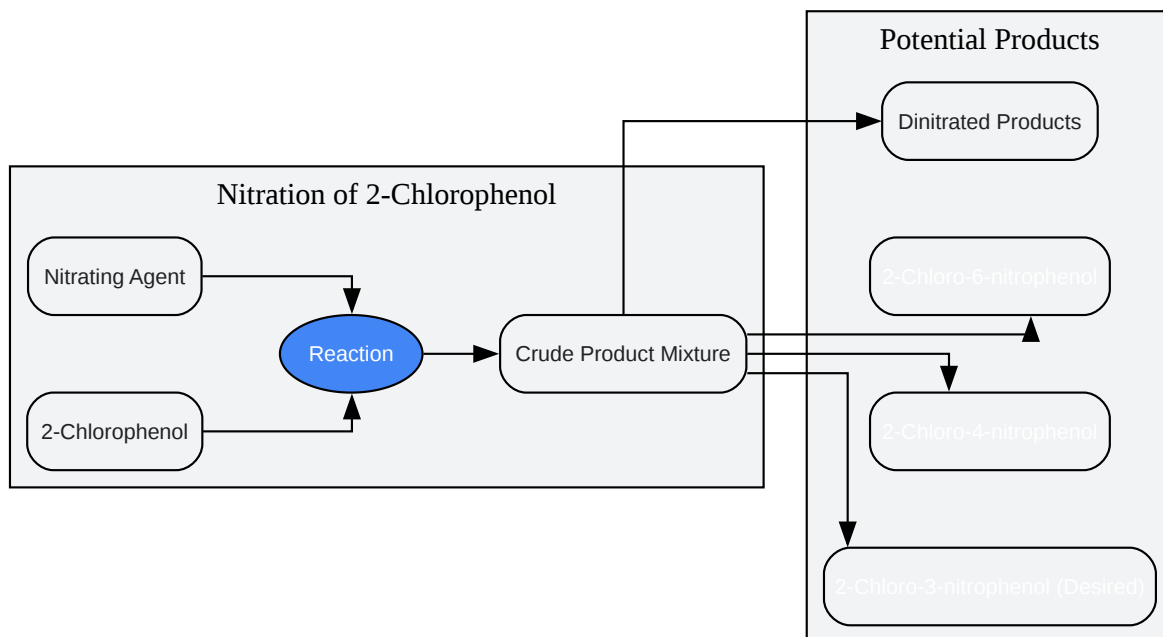 Potential Products
Dinitrated Products
Nitration of 2-Chlorophenol
Nitrating Agent
2-Chloro-6-nitrophenol
Reaction
Crude Product Mixture
2-Chlorophenol
2-Chloro-4-nitrophenol
2-Chloro-3-nitrophenol (Desired)